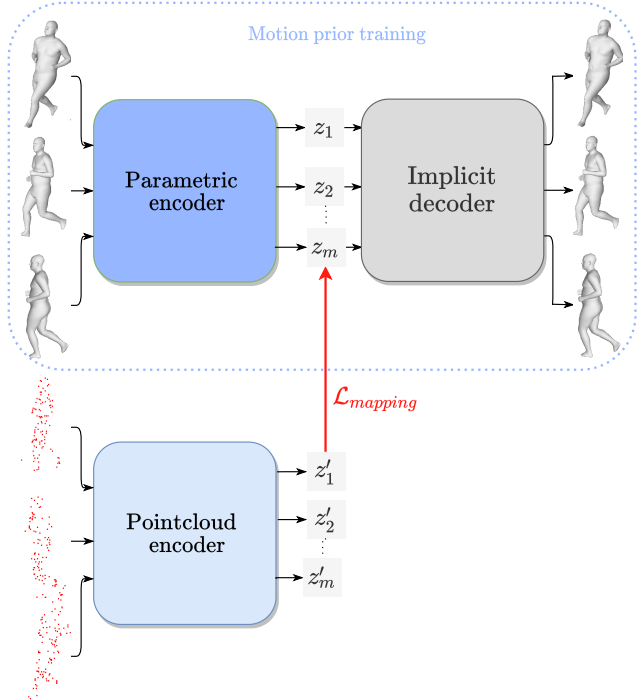 Motion prior training
Parametric
encoder
z₁
z₂
zₘ
Implicit
decoder
ℒₘₐₚₚᵢₙg
Pointcloud
encoder
z′₁
z′₂
z′ₘ